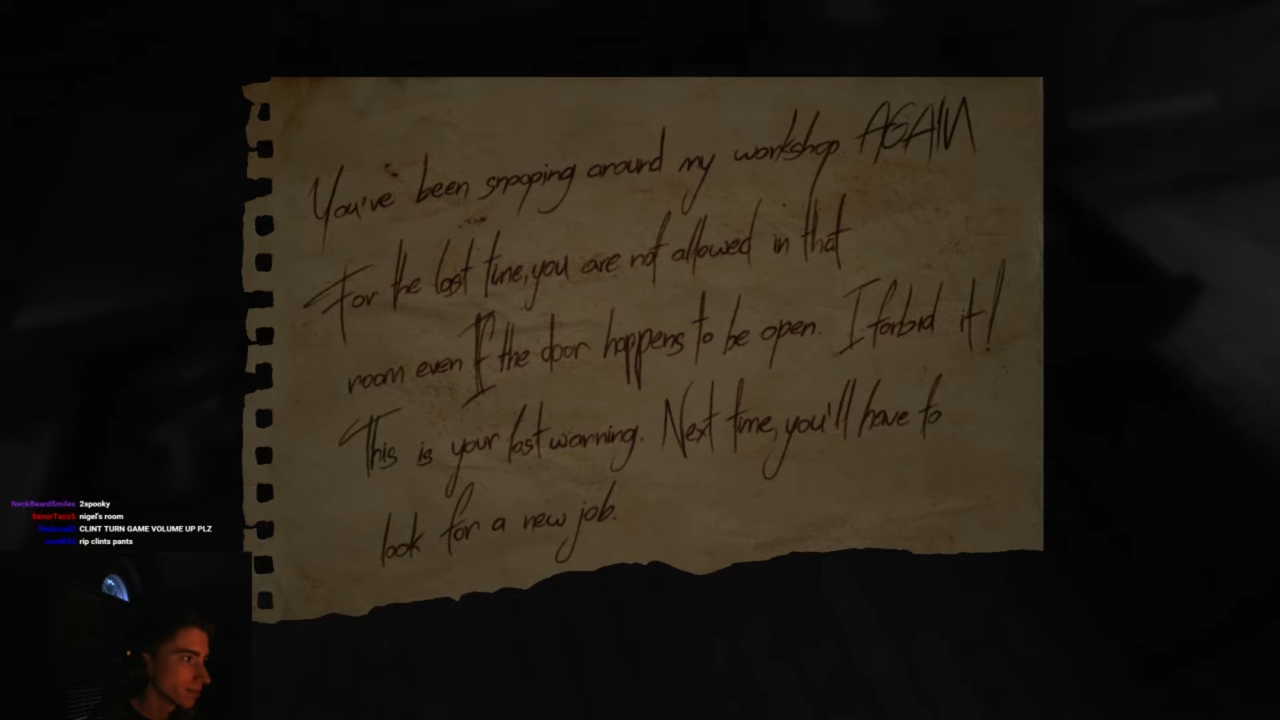 You've been snooping around my workshop AGAIN
For the last time, you are not allowed in that
room even If the door happens to be open. I forbid it!
This is your last warning. Next time, you'll have to
look for a new job.
NeckBeardSmiles 2spooky
SenorTaco5 nigel's room
CLINT TURN GAME VOLUME UP PLZ
rip clints pants